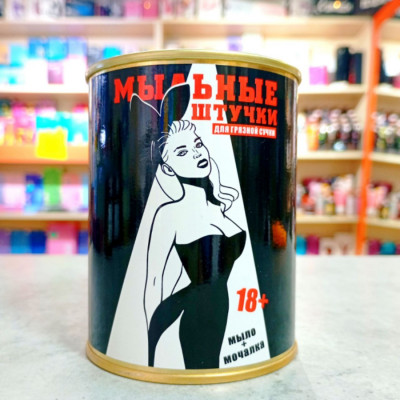 МЫЛЬНЫЕ
ШТУЧКИ
ДЛЯ ГРЯЗНОЙ СУЧКИ
18+
МЫЛО
+
МОЧАЛКА